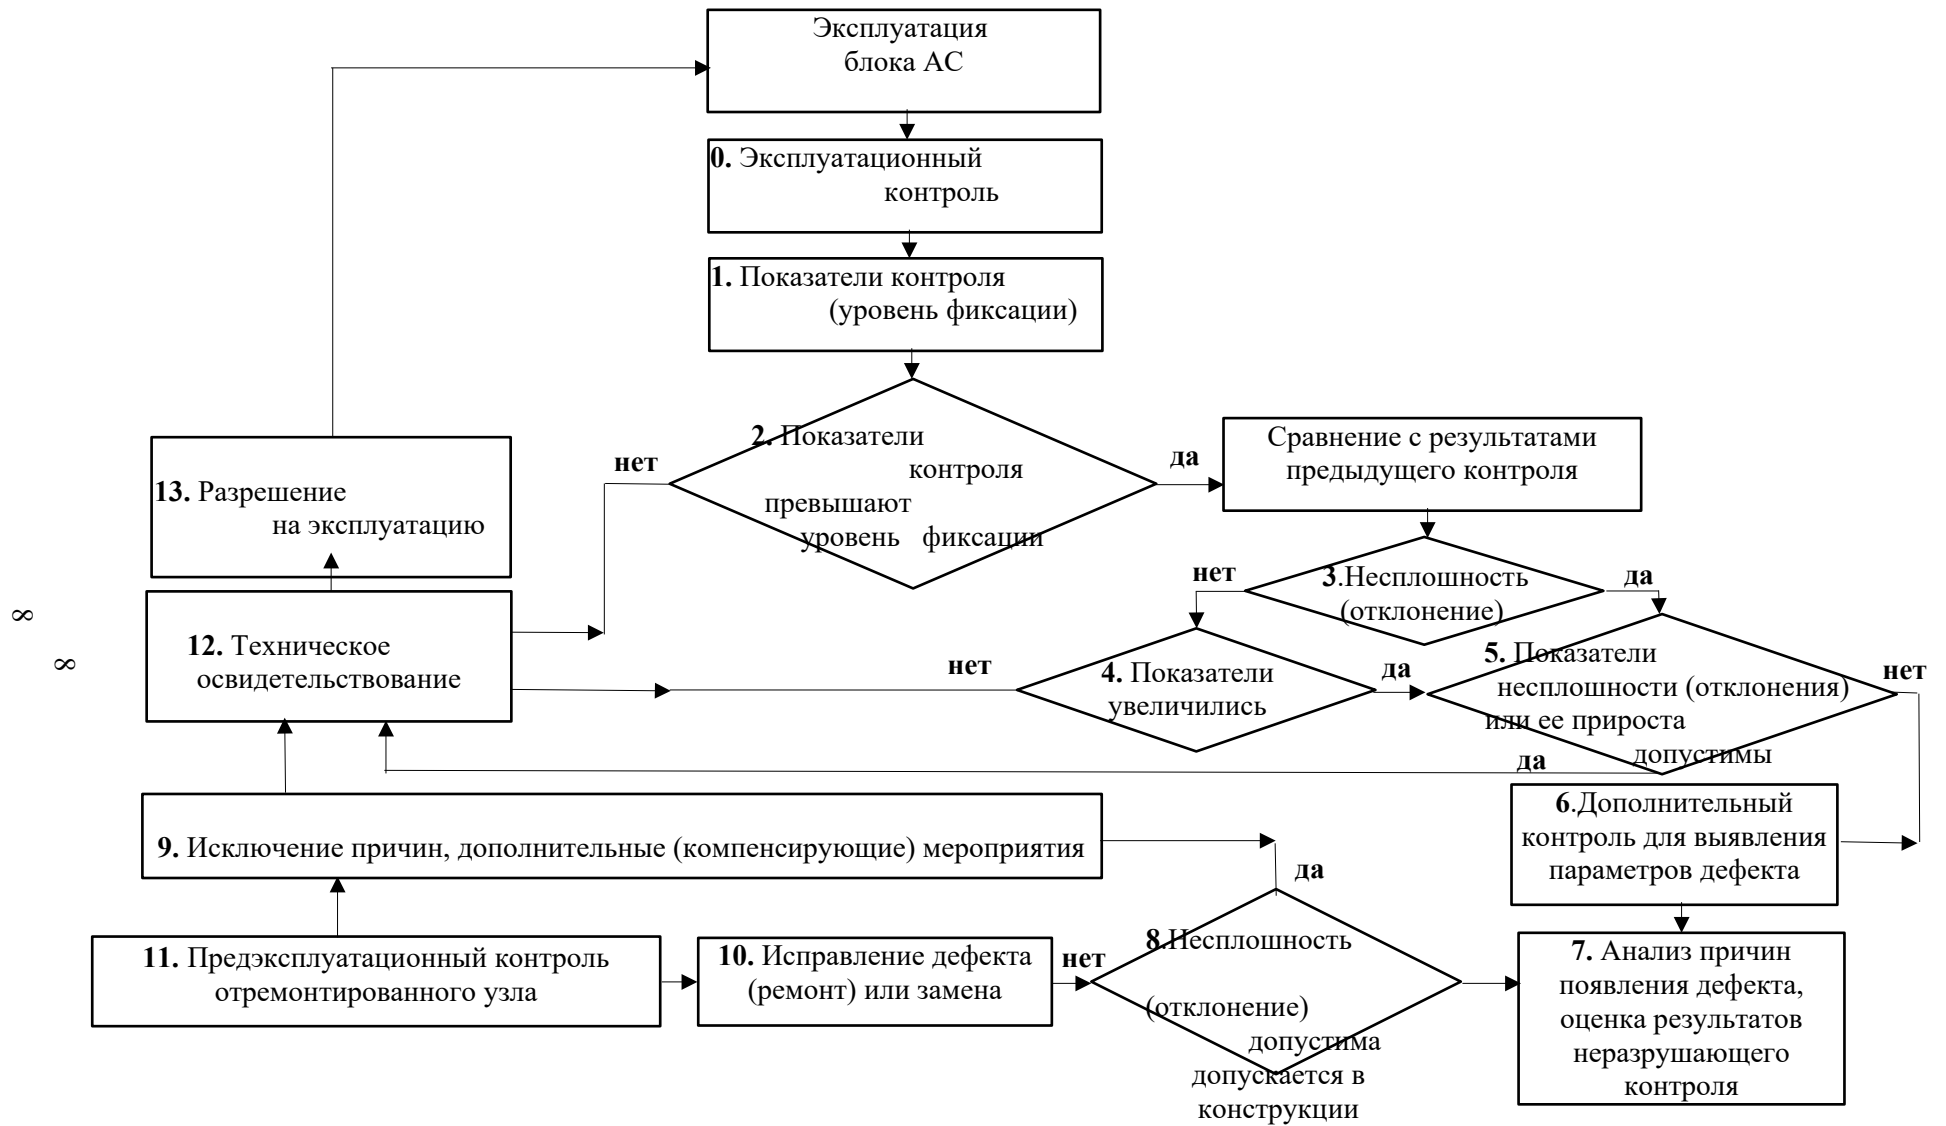 Эксплуатация
блока АС
0. Эксплуатационный
контроль
1. Показатели контроля
(уровень фиксации)
2. Показатели
контроля
превышают
уровень фиксации
нет
да
Сравнение с результатами
предыдущего контроля
13. Разрешение
на эксплуатацию
нет
3.Несплошность
(отклонение)
да
∞
∞
12. Техническое
освидетельствование
нет
4. Показатели
увеличились
да
5. Показатели
несплошности (отклонения)
или ее прироста
допустимы
нет
да
6.Дополнительный
контроль для выявления
параметров дефекта
9. Исключение причин, дополнительные (компенсирующие) мероприятия
да
11. Предэксплуатационный контроль
отремонтированного узла
10. Исправление дефекта
(ремонт) или замена
нет
8.Несплошность
(отклонение)
допустима
допускается в
конструкции
7. Анализ причин
появления дефекта,
оценка результатов
неразрушающего
контроля